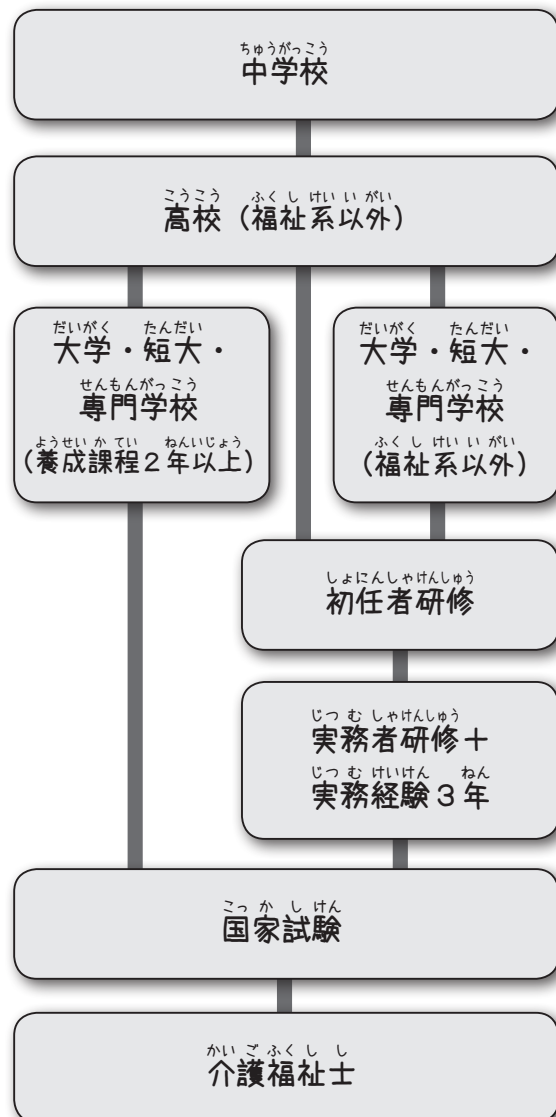 ちゅうがっこう
中学校
こうこう ふくしけいいがい
高校（福祉系以外）
だいがく たんだい
大学・短大・
せんもんがっこう
専門学校
ようせいかてい ねんいじょう
（養成課程２年以上）
だいがく たんだい
大学・短大・
せんもんがっこう
専門学校
ふくしけいいがい
（福祉系以外）
しょにんしゃけんしゅう
初任者研修
じつむしゃけんしゅう
実務者研修＋
じつむけいけん ねん
実務経験３年
こっかしけん
国家試験
かいごふくしし
介護福祉士